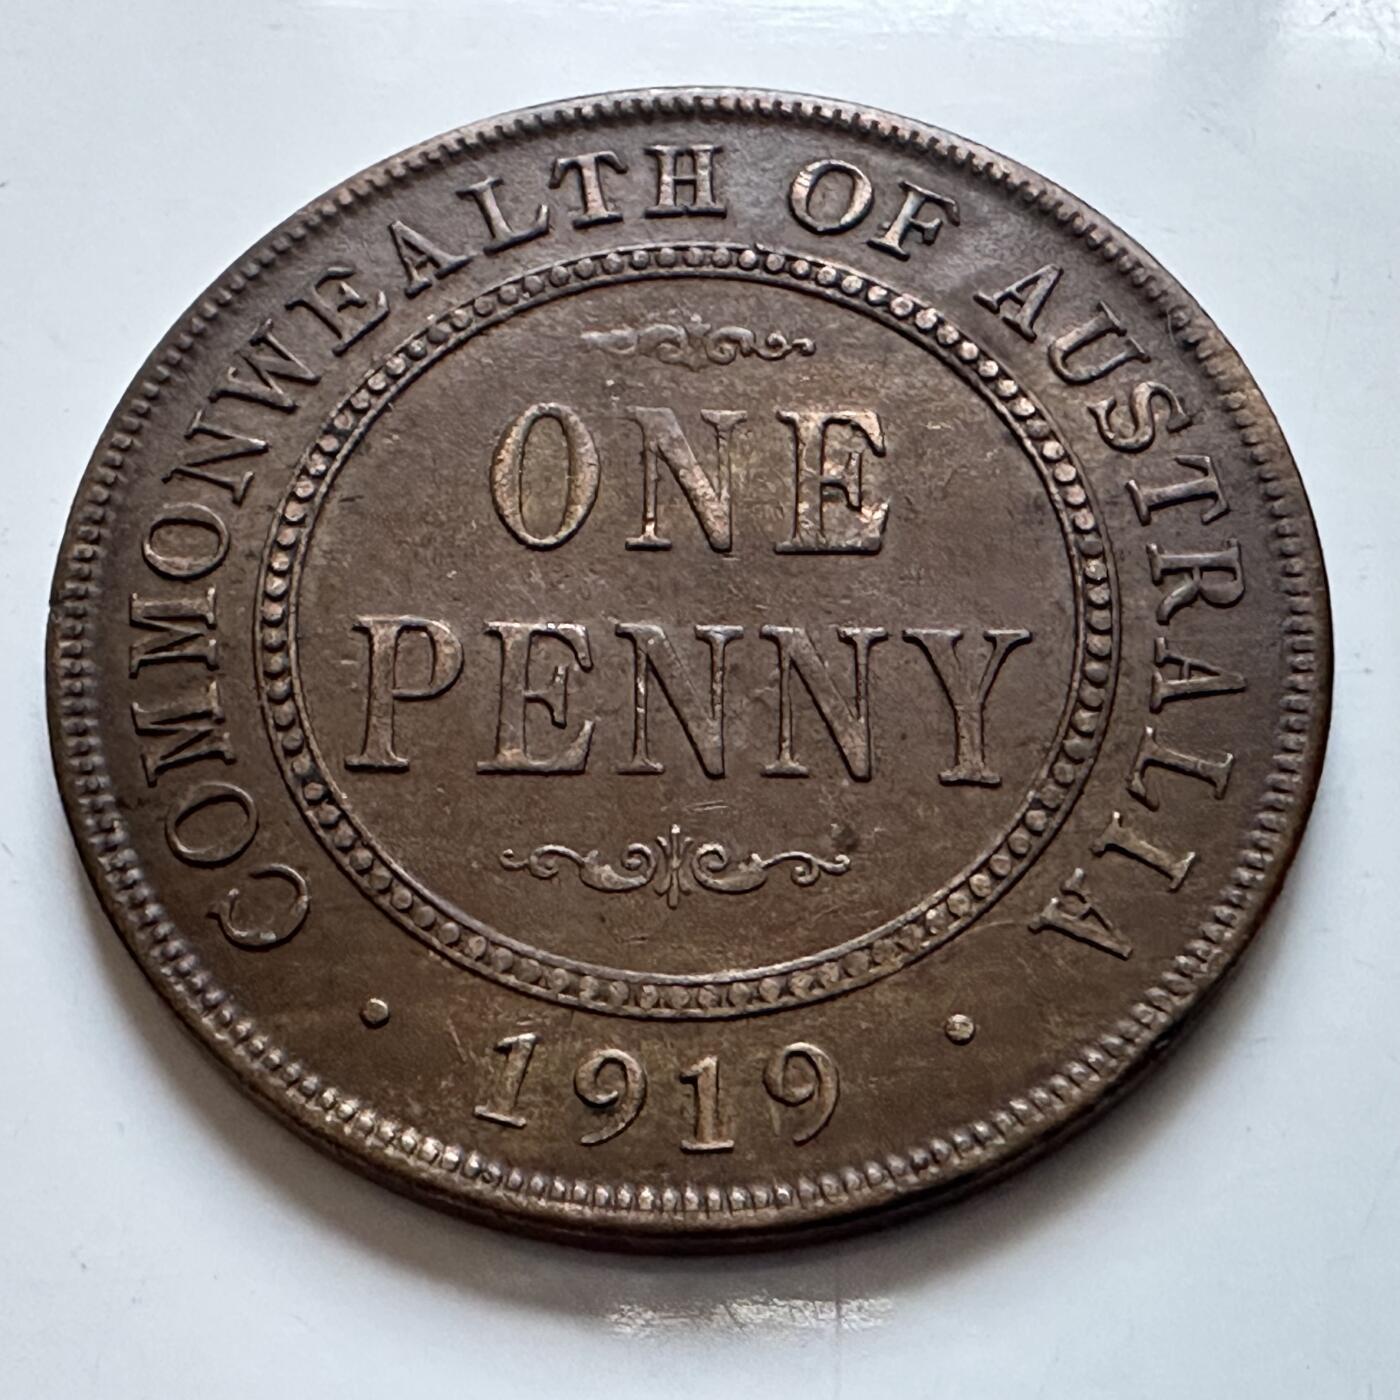 COMMONWEALTH OF AUSTRALIA
ONE
PENNY
· 1919 ·